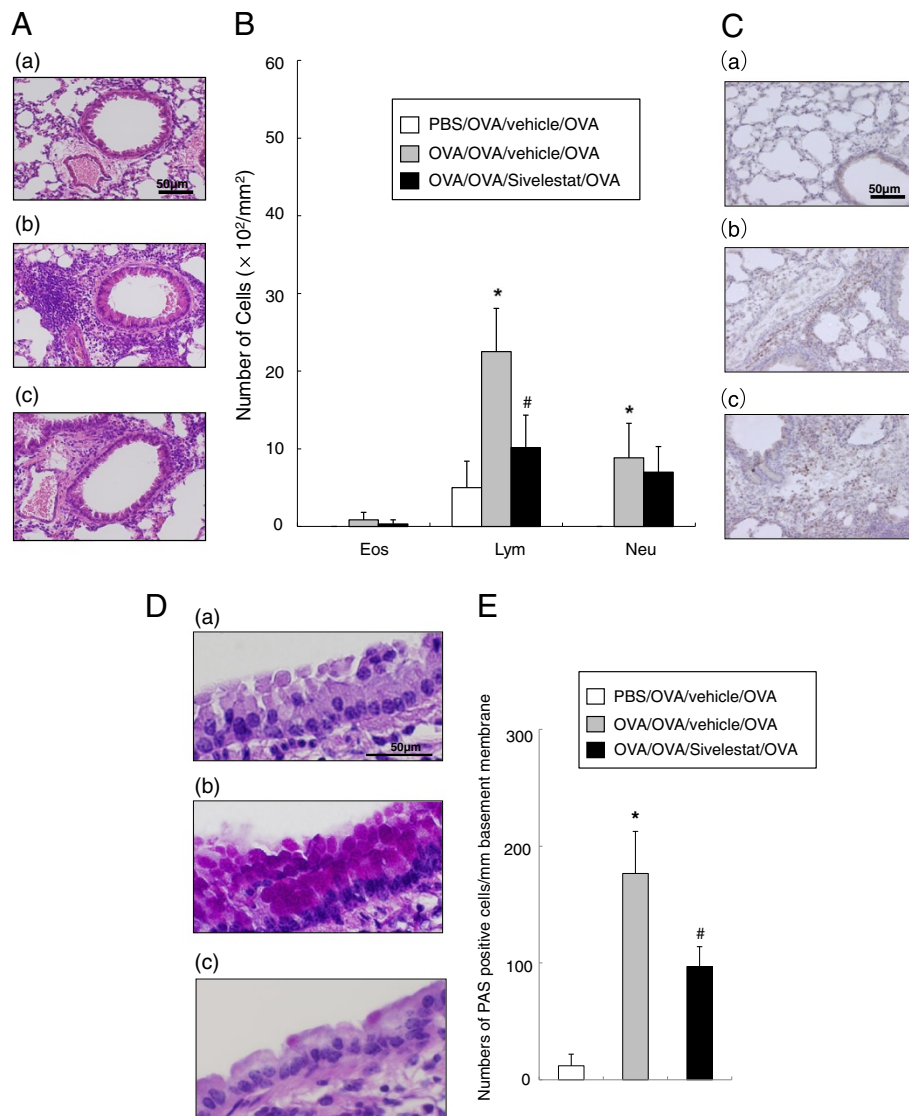 A
(a)
50μm
(b)
(c)
B
Number of Cells (× 10²/mm²)
60
50
40
30
20
10
0
PBS/OVA/vehicle/OVA
OVA/OVA/vehicle/OVA
OVA/OVA/Sivelestat/OVA
*
#
*
Eos Lym Neu
C
(a)
50μm
(b)
(c)
D
(a)
50μm
(b)
(c)
E
Numbers of PAS positive cells/mm basement membrane
300
200
100
0
PBS/OVA/vehicle/OVA
OVA/OVA/vehicle/OVA
OVA/OVA/Sivelestat/OVA
*
#